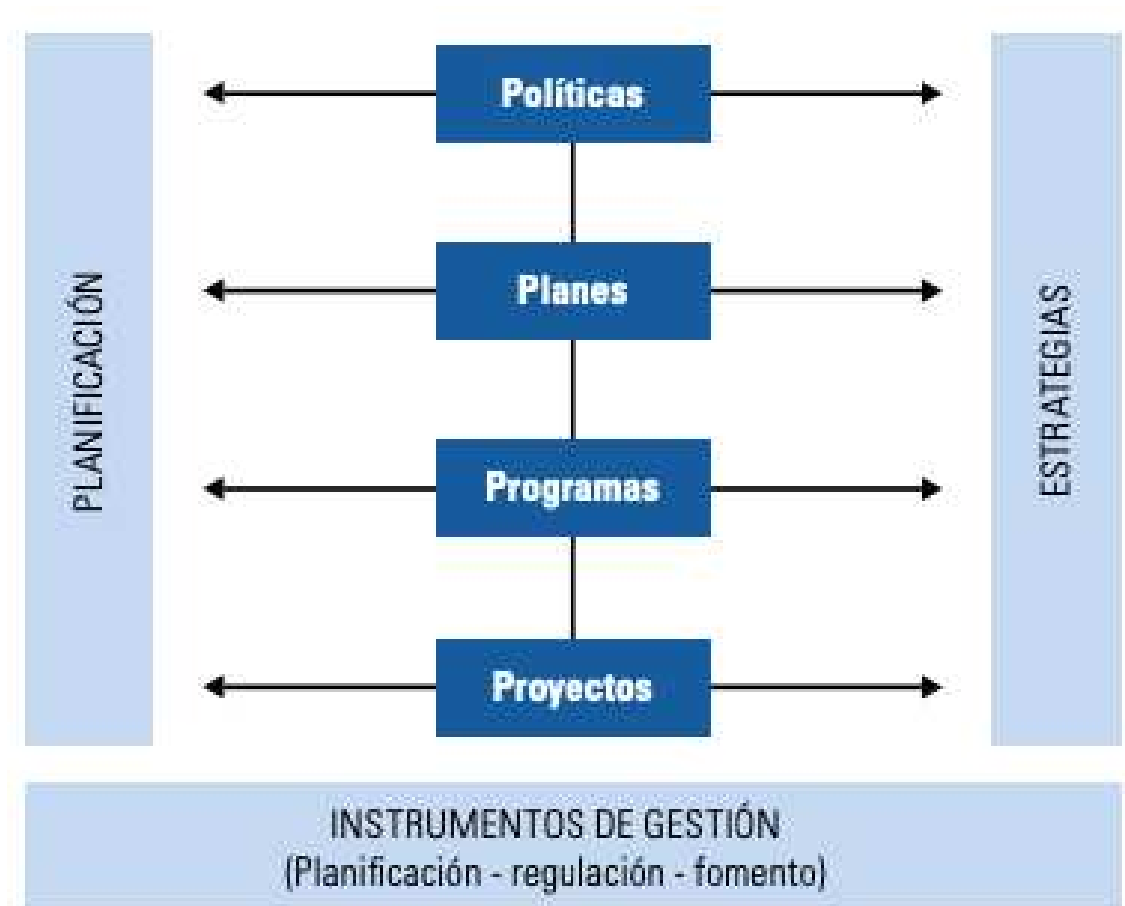 Políticas
Planes
Programas
Proyectos
PLANIFICACIÓN
ESTRATEGIAS
INSTRUMENTOS DE GESTIÓN
(Planificación - regulación - fomento)